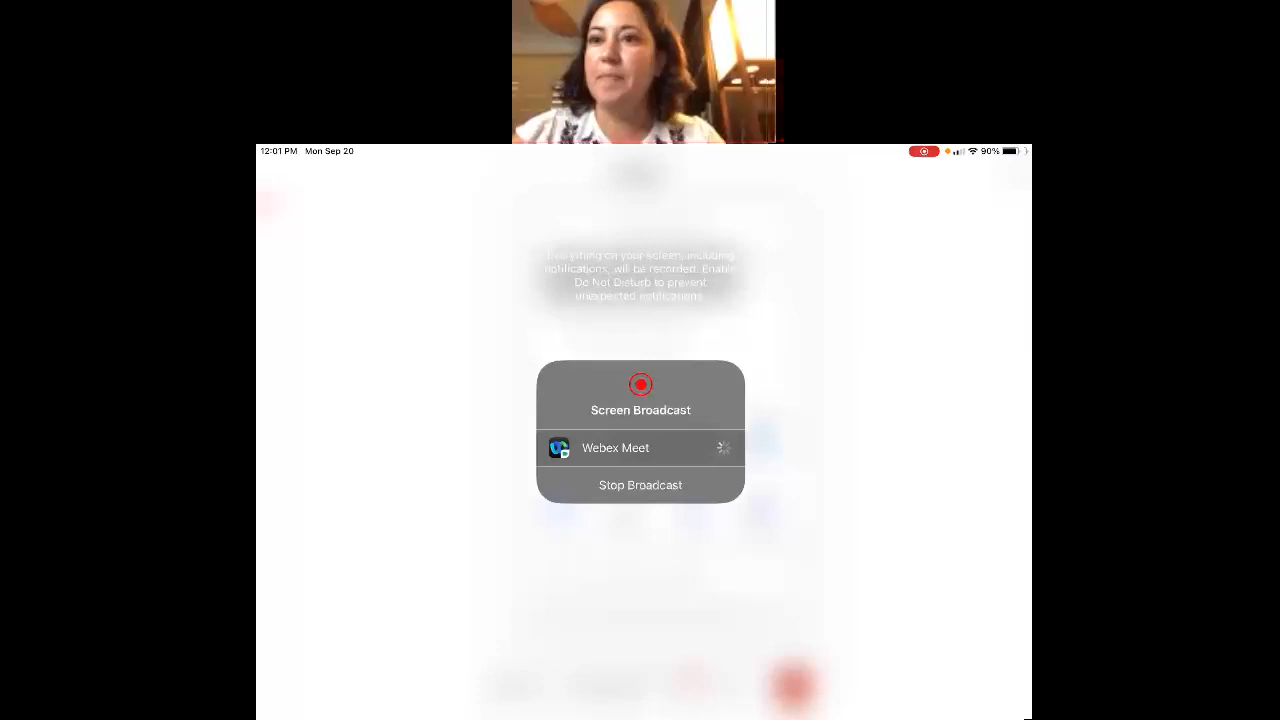 12:01 PM Mon Sep 20
90%
Everything on your screen, including
notifications, will be recorded. Enable
Do Not Disturb to prevent
unexpected notifications.
Screen Broadcast
Webex Meet
Stop Broadcast